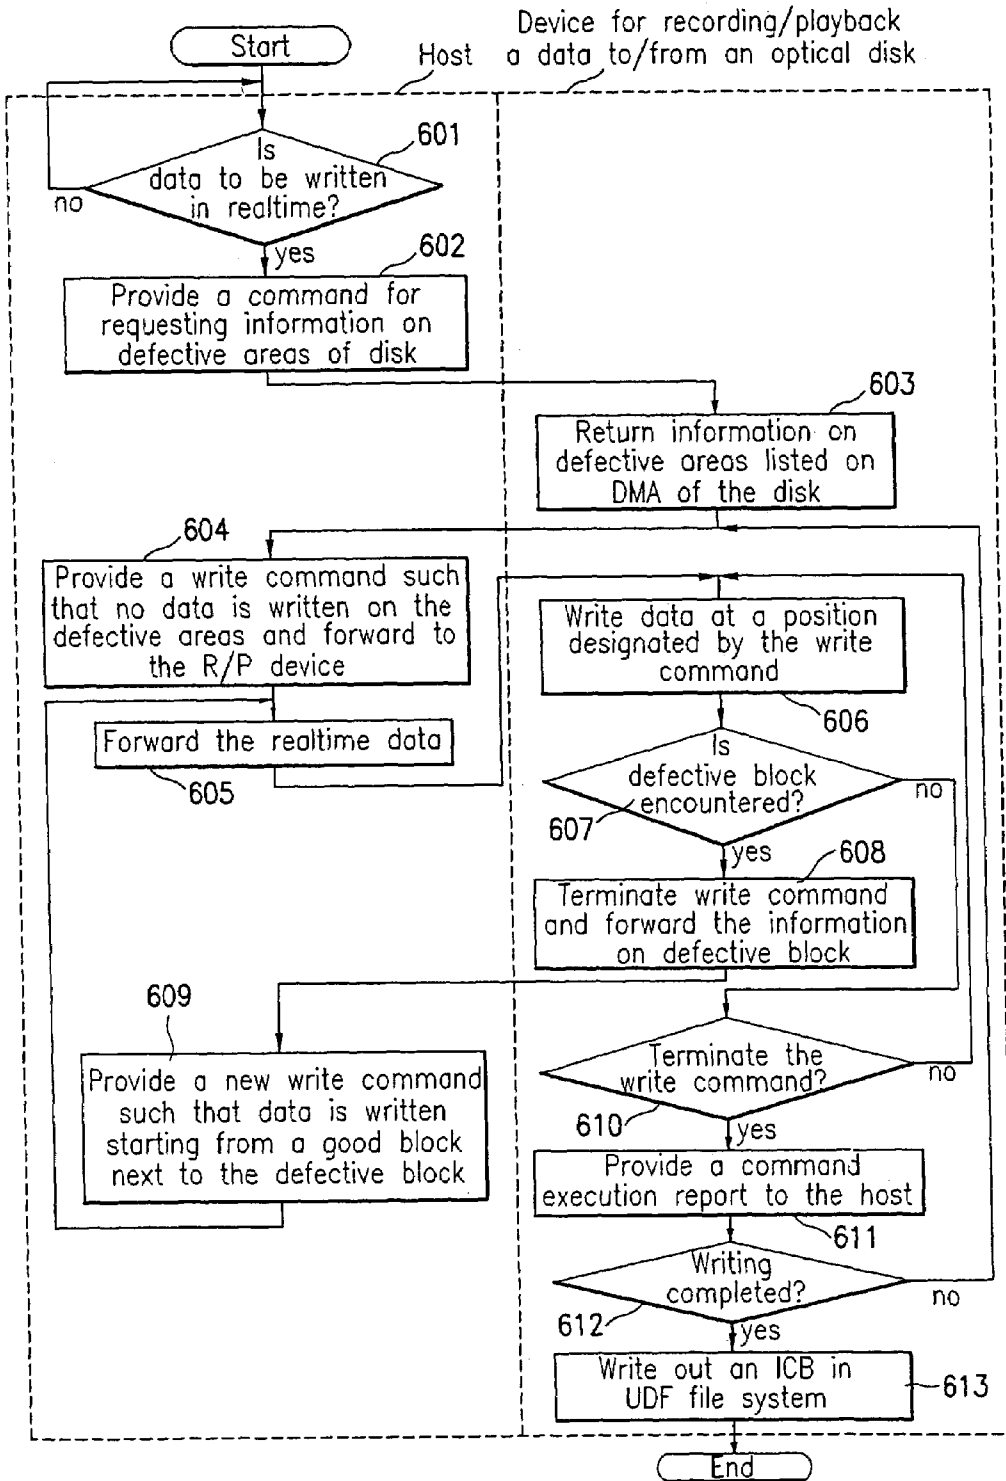 Start
Host
Device for recording/playback
a data to/from an optical disk
601
Is
data to be written
in realtime?
no
yes
602
Provide a command for
requesting information on
defective areas of disk
603
Return information on
defective areas listed on
DMA of the disk
604
Provide a write command such
that no data is written on the
defective areas and forward to
the R/P device
Write data at a position
designated by the write
command
606
Forward the realtime data
605
Is
defective block
encountered?
607
no
yes
608
Terminate write command
and forward the information
on defective block
609
Provide a new write command
such that data is written
starting from a good block
next to the defective block
Terminate the
write command?
610
no
yes
Provide a command
execution report to the host
611
Writing
completed?
612
no
yes
Write out an ICB in
UDF file system
613
End